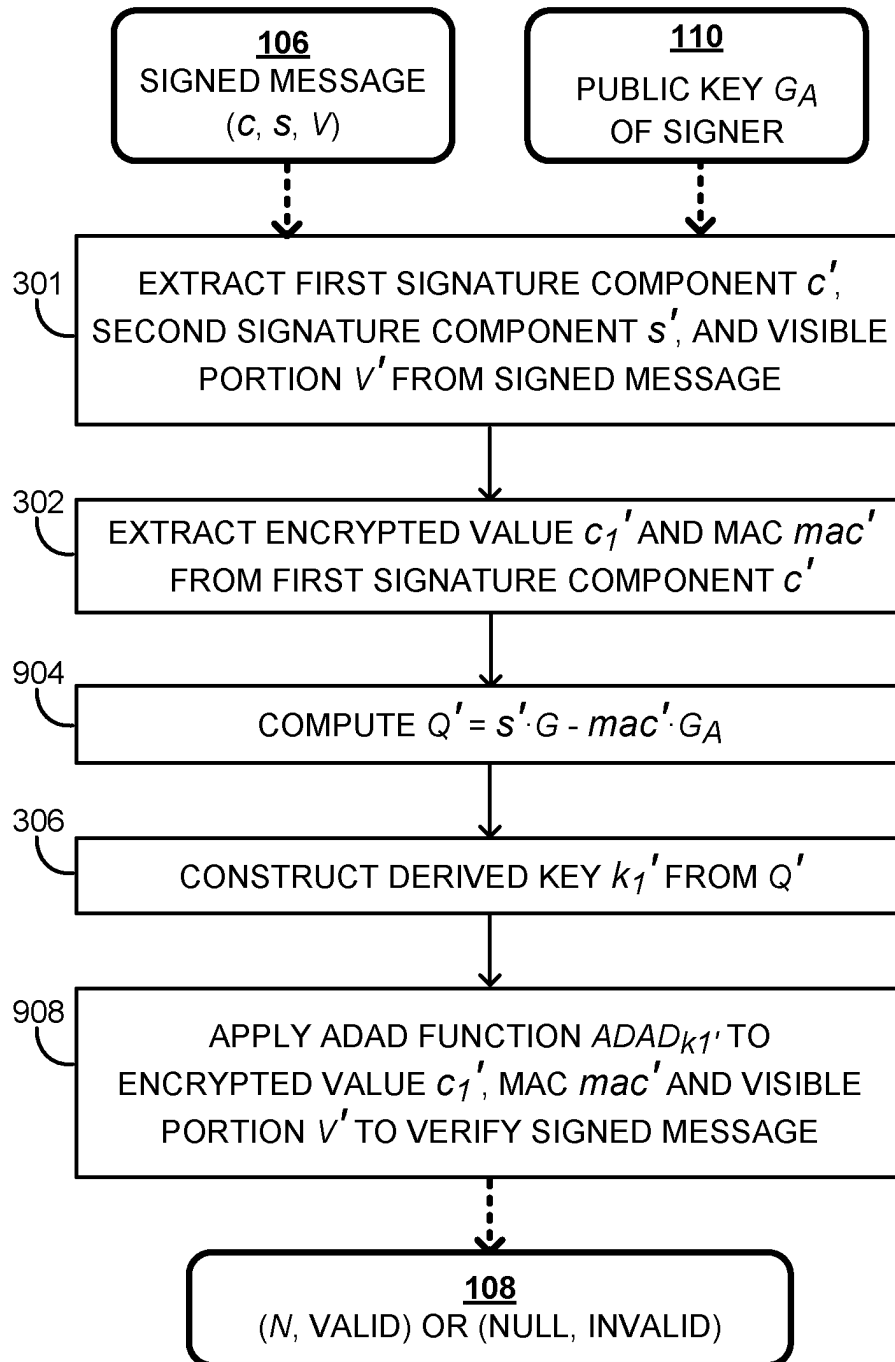 106
SIGNED MESSAGE
(c, s, V)
110
PUBLIC KEY G_A
OF SIGNER
301
EXTRACT FIRST SIGNATURE COMPONENT c′,
SECOND SIGNATURE COMPONENT s′, AND VISIBLE
PORTION V′ FROM SIGNED MESSAGE
302
EXTRACT ENCRYPTED VALUE c₁′ AND MAC mac′
FROM FIRST SIGNATURE COMPONENT c′
904
COMPUTE Q′ = s′·G - mac′·G_A
306
CONSTRUCT DERIVED KEY k₁′ FROM Q′
908
APPLY ADAD FUNCTION ADAD_k1′ TO
ENCRYPTED VALUE c₁′, MAC mac′ AND VISIBLE
PORTION V′ TO VERIFY SIGNED MESSAGE
108
(N, VALID) OR (NULL, INVALID)